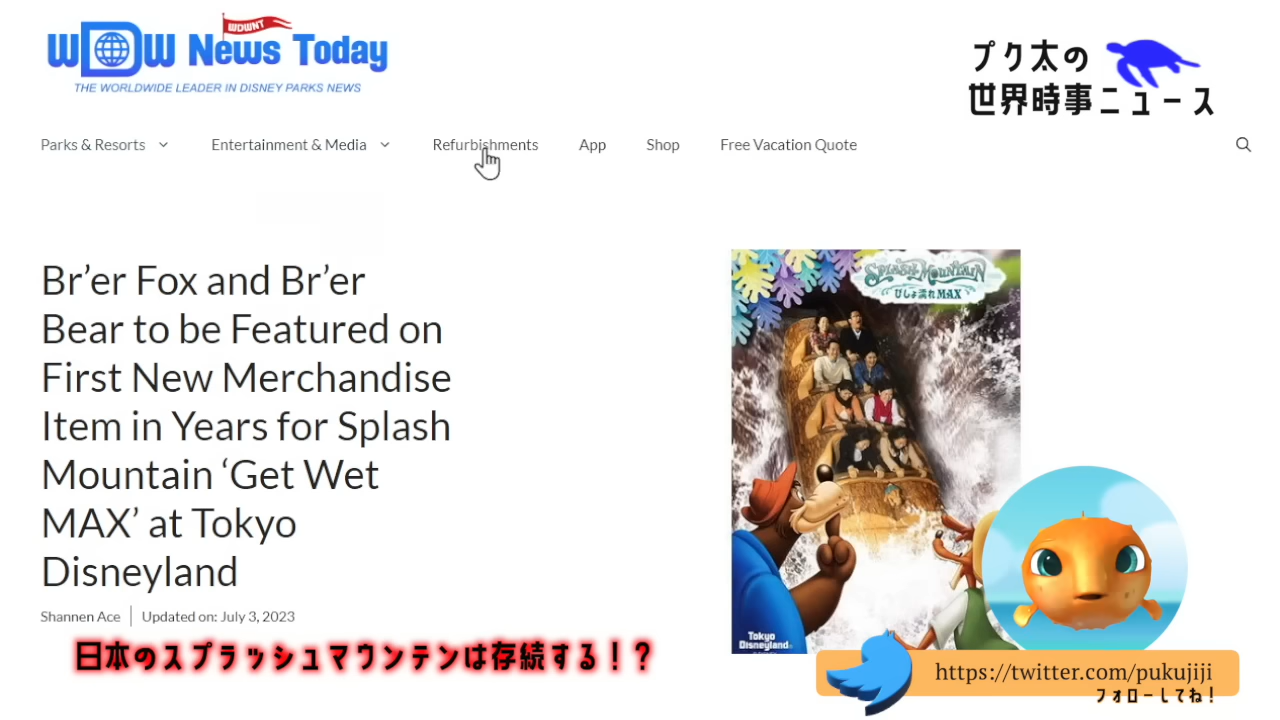 WDWNT
WDW News Today
THE WORLDWIDE LEADER IN DISNEY PARKS NEWS
プク太の
世界時事ニュース
Parks & Resorts
Entertainment & Media
Refurbishments
App
Shop
Free Vacation Quote
Br’er Fox and Br’er
Bear to be Featured on
First New Merchandise
Item in Years for Splash
Mountain ‘Get Wet
MAX’ at Tokyo
Disneyland
Shannen Ace
Updated on: July 3, 2023
SPLASH MOUNTAIN
びしょ濡れMAX
Tokyo
Disneyland
日本のスプラッシュマウンテンは存続する！？
https://twitter.com/pukujiji
フォローしてね！